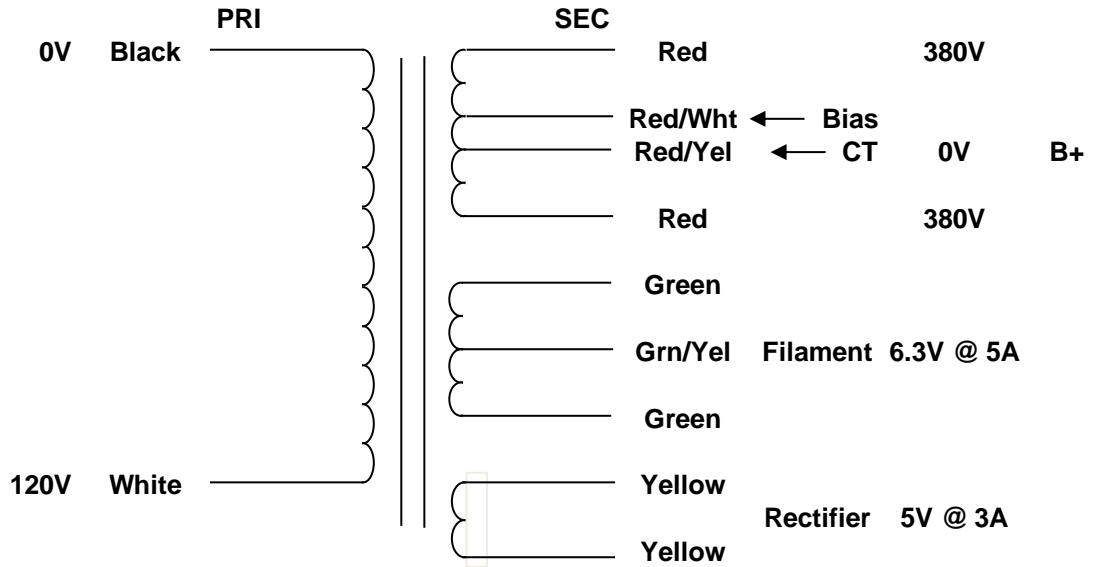 PRI SEC
0V Black Red 380V
Red/Wht Bias
Red/Yel CT 0V B+
Red 380V
Green
Grn/Yel Filament 6.3V @ 5A
Green
120V White Yellow
Rectifier 5V @ 3A
Yellow